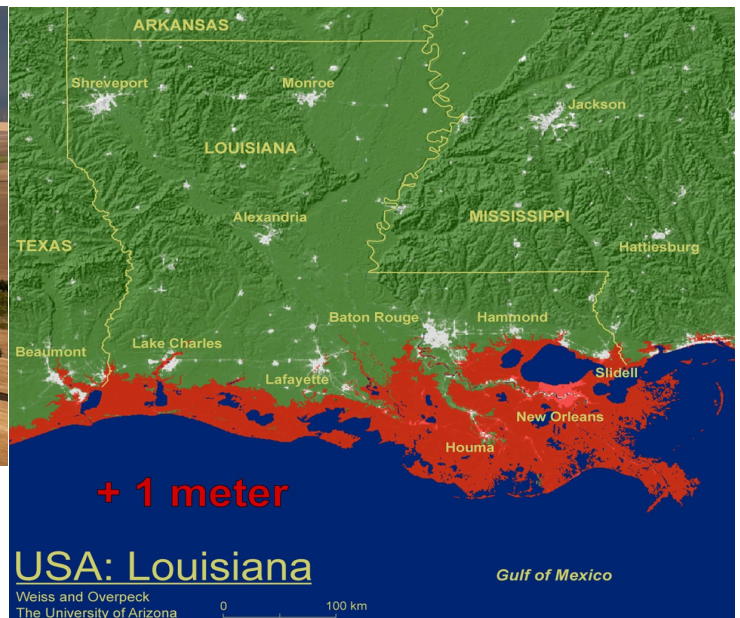 ARKANSAS
Shreveport
Monroe
Jackson
LOUISIANA
Alexandria
MISSISSIPPI
TEXAS
Hattiesburg
Baton Rouge
Hammond
Beaumont
Lake Charles
Lafayette
Slidell
New Orleans
Houma
+ 1 meter
USA: Louisiana
Gulf of Mexico
Weiss and Overpeck
The University of Arizona
0 100 km